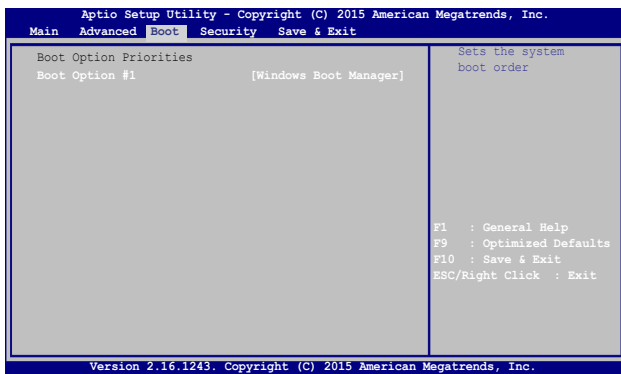 Aptio Setup Utility - Copyright (C) 2015 American Megatrends, Inc.
Main Advanced Boot Security Save & Exit
Boot Option Priorities
Boot Option #1 [Windows Boot Manager]
Sets the system
boot order
F1 : General Help
F9 : Optimized Defaults
F10 : Save & Exit
ESC/Right Click : Exit
Version 2.16.1243. Copyright (C) 2015 American Megatrends, Inc.